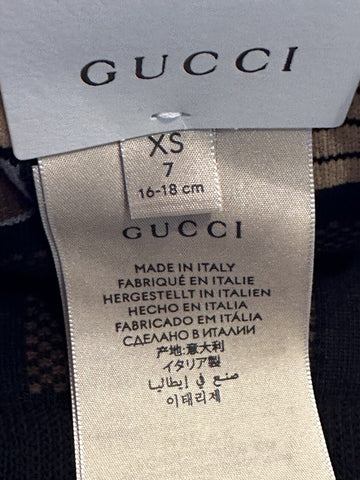 GUCCI
XS
7
16-18 cm
GUCCI
MADE IN ITALY
FABRIQUÉ EN ITALIE
HERGESTELLT IN ITALIEN
HECHO EN ITALIA
FABRICADO EM ITÁLIA
СДЕЛАНО В ИТАЛИИ
产地:意大利
イタリア製
صنع في إيطاليا
이태리제